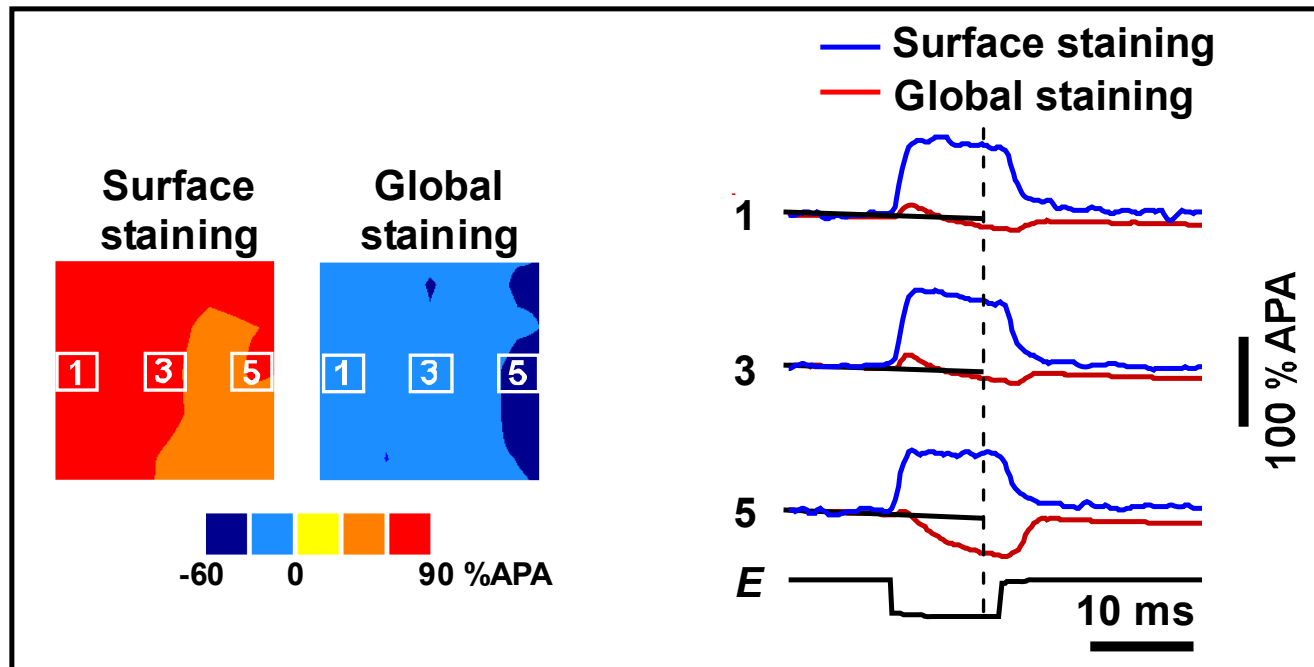 Surface staining
Global staining
Surface staining
Global staining
1 3 5
1 3 5
-60 0 90 %APA
1
3
5
E
100 % APA
10 ms